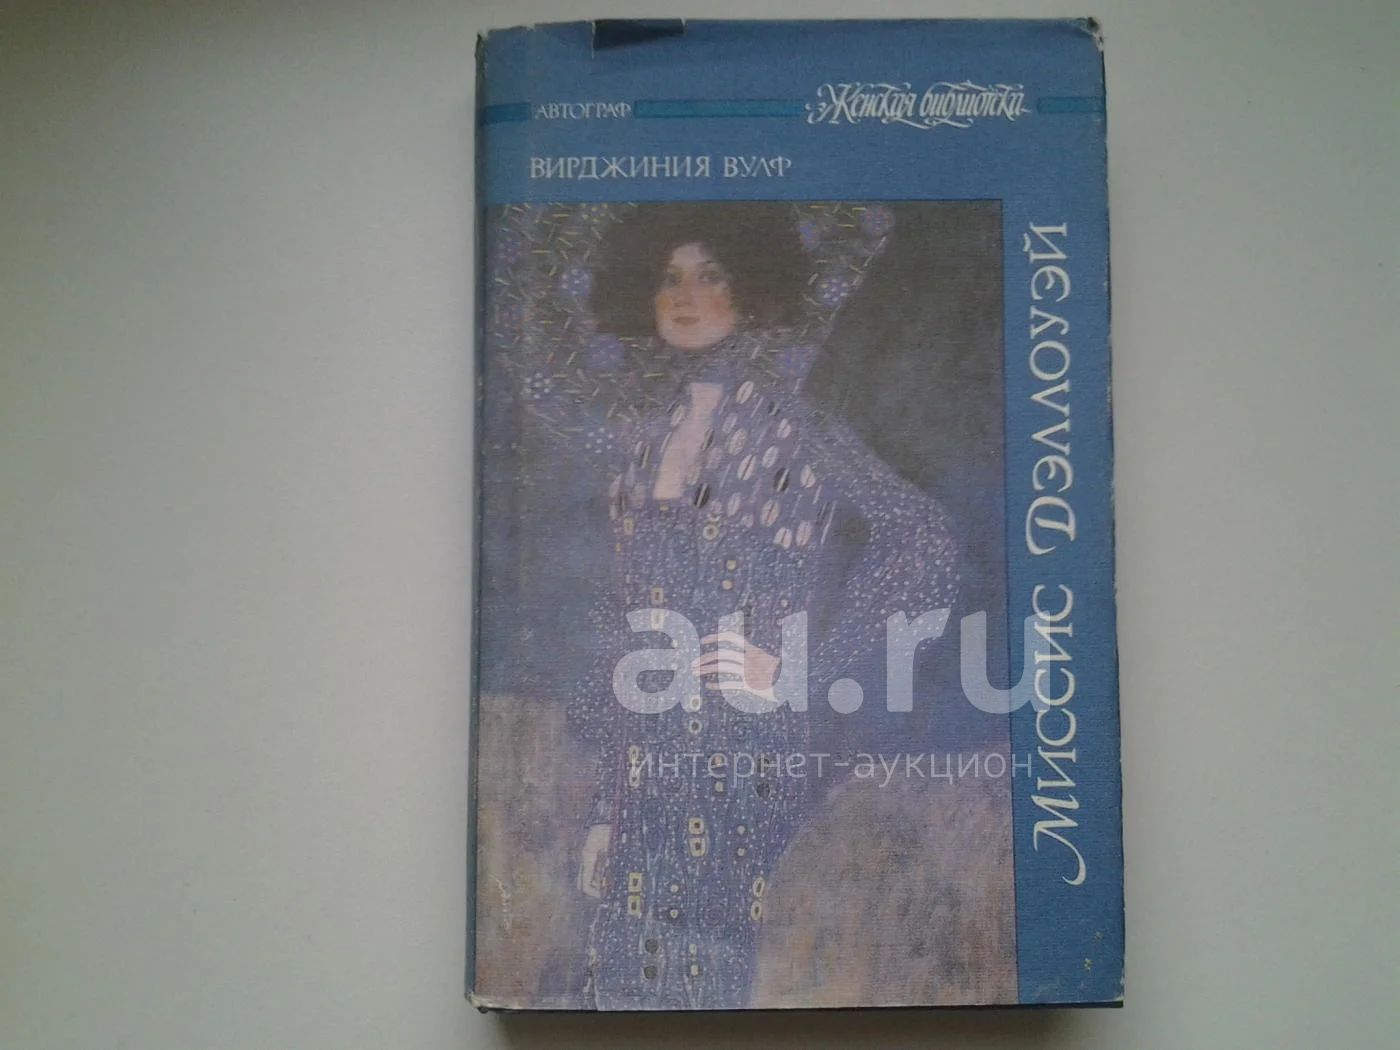 АВТОГРАФ
Женская библиотека
ВИРДЖИНИЯ ВУЛФ
МИССИС ДЭЛЛОУЭЙ
au.ru
интернет-аукцион